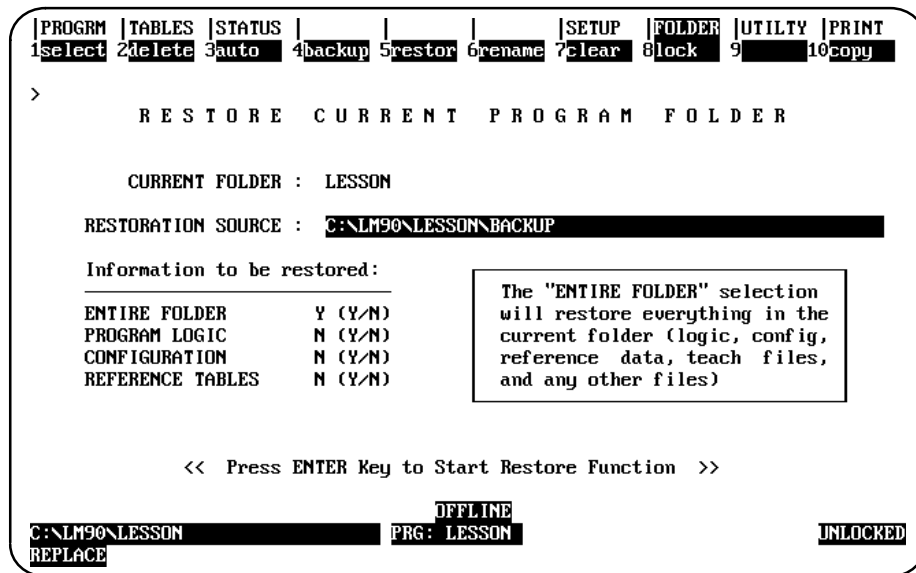 |PROGRM |TABLES |STATUS | | | |SETUP |FOLDER |UTILTY |PRINT
1select 2delete 3auto 4backup 5restor 6rename 7clear 8lock 9 10copy
>
R E S T O R E C U R R E N T P R O G R A M F O L D E R
CURRENT FOLDER : LESSON
RESTORATION SOURCE : C:\LM90\LESSON\BACKUP
Information to be restored:
ENTIRE FOLDER Y (Y/N)
PROGRAM LOGIC N (Y/N)
CONFIGURATION N (Y/N)
REFERENCE TABLES N (Y/N)
The "ENTIRE FOLDER" selection
will restore everything in the
current folder (logic, config,
reference data, teach files,
and any other files)
<< Press ENTER Key to Start Restore Function >>
OFFLINE
C:\LM90\LESSON PRG: LESSON UNLOCKED
REPLACE